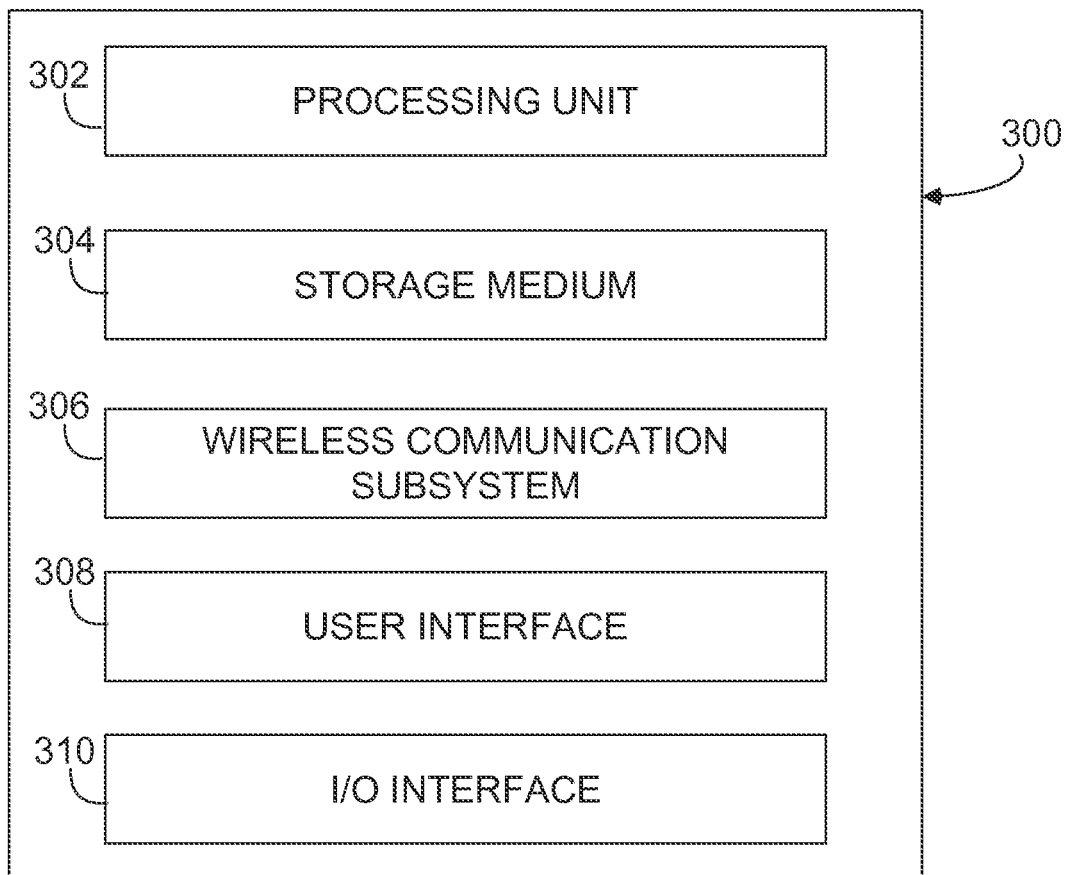 302
PROCESSING UNIT
300
304
STORAGE MEDIUM
306
WIRELESS COMMUNICATION
SUBSYSTEM
308
USER INTERFACE
310
I/O INTERFACE